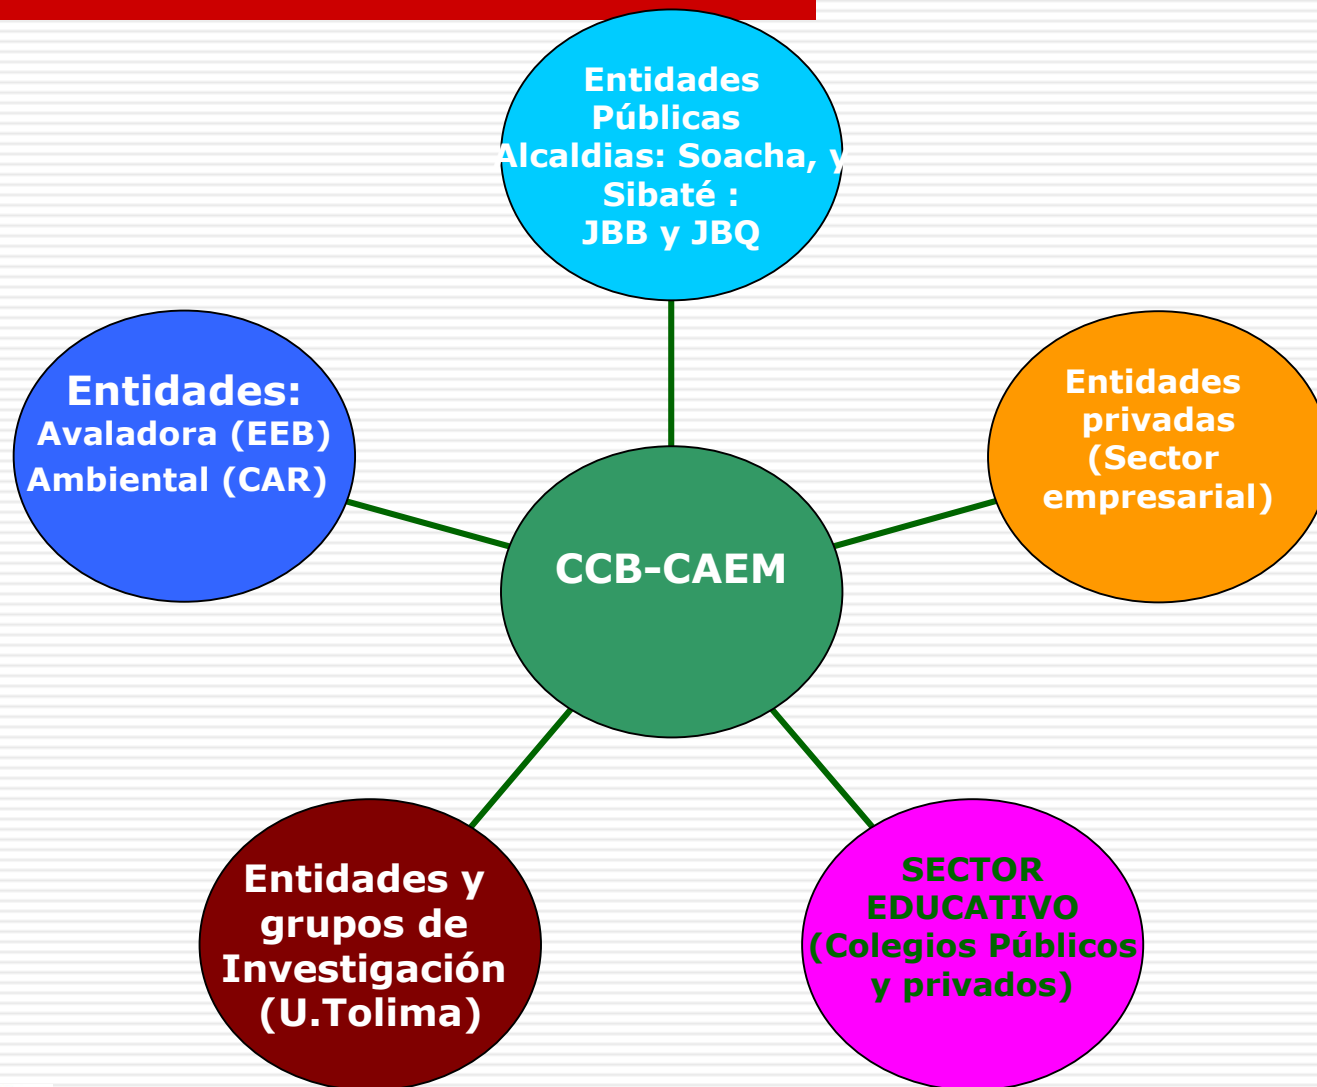 Entidades
Públicas
Alcaldias: Soacha, y
Sibaté :
JBB y JBQ
Entidades:
Avaladora (EEB)
Ambiental (CAR)
Entidades
privadas
(Sector
empresarial)
CCB-CAEM
Entidades y
grupos de
Investigación
(U.Tolima)
SECTOR
EDUCATIVO
(Colegios Públicos
y privados)